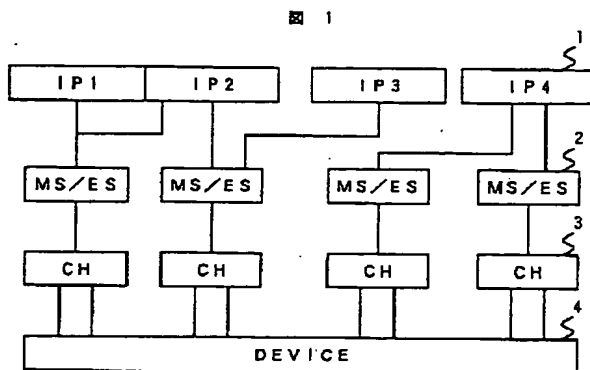 図 1
1
IP1 IP2 IP3 IP4
2
MS/ES MS/ES MS/ES MS/ES
3
CH CH CH CH
4
DEVICE